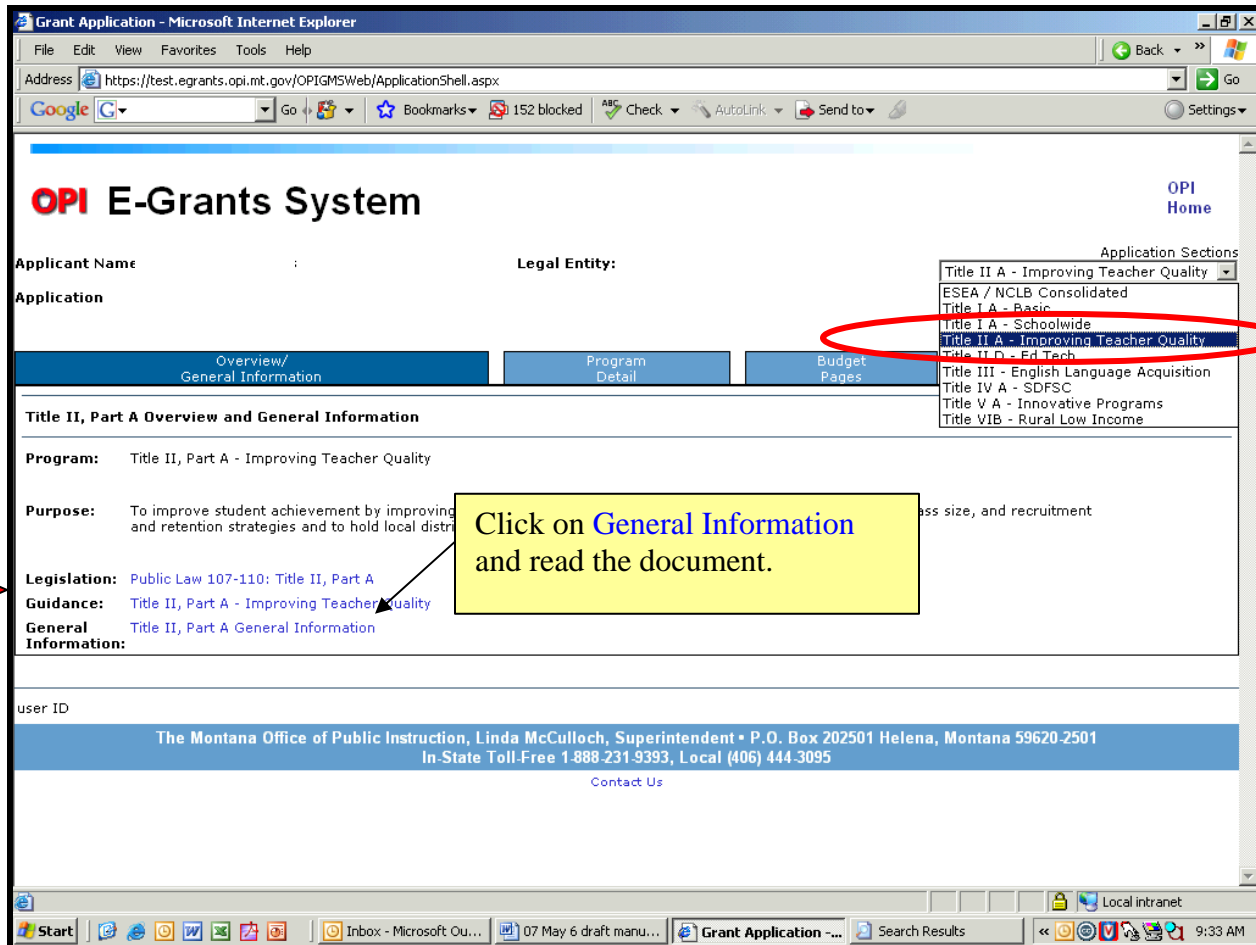 Grant Application - Microsoft Internet Explorer
File Edit View Favorites Tools Help
Back
Address https://test.egrants.opi.mt.gov/OPIGMSWeb/ApplicationShell.aspx
Go
Google G Go Bookmarks 152 blocked ABC Check AutoLink Send to Settings
OPI E-Grants System
OPI
Home
Application Sections
Applicant Name Legal Entity:
Title II A - Improving Teacher Quality
Application
ESEA / NCLB Consolidated
Title I A - Basic
Title I A - Schoolwide
Title II A - Improving Teacher Quality
Title II D - Ed Tech
Title III - English Language Acquisition
Title IV A - SDFSC
Title V A - Innovative Programs
Title VIB - Rural Low Income
Overview/
General Information
Program
Detail
Budget
Pages
Title II, Part A Overview and General Information
Program: Title II, Part A - Improving Teacher Quality
Purpose: To improve student achievement by improving ass size, and recruitment
and retention strategies and to hold local distri
Click on General Information
and read the document.
Legislation: Public Law 107-110: Title II, Part A
Guidance: Title II, Part A - Improving Teacher Quality
General Title II, Part A General Information
Information:
user ID
The Montana Office of Public Instruction, Linda McCulloch, Superintendent • P.O. Box 202501 Helena, Montana 59620-2501
In-State Toll-Free 1-888-231-9393, Local (406) 444-3095
Contact Us
Local intranet
Start Inbox - Microsoft Ou... 07 May 6 draft manu... Grant Application -... Search Results 9:33 AM